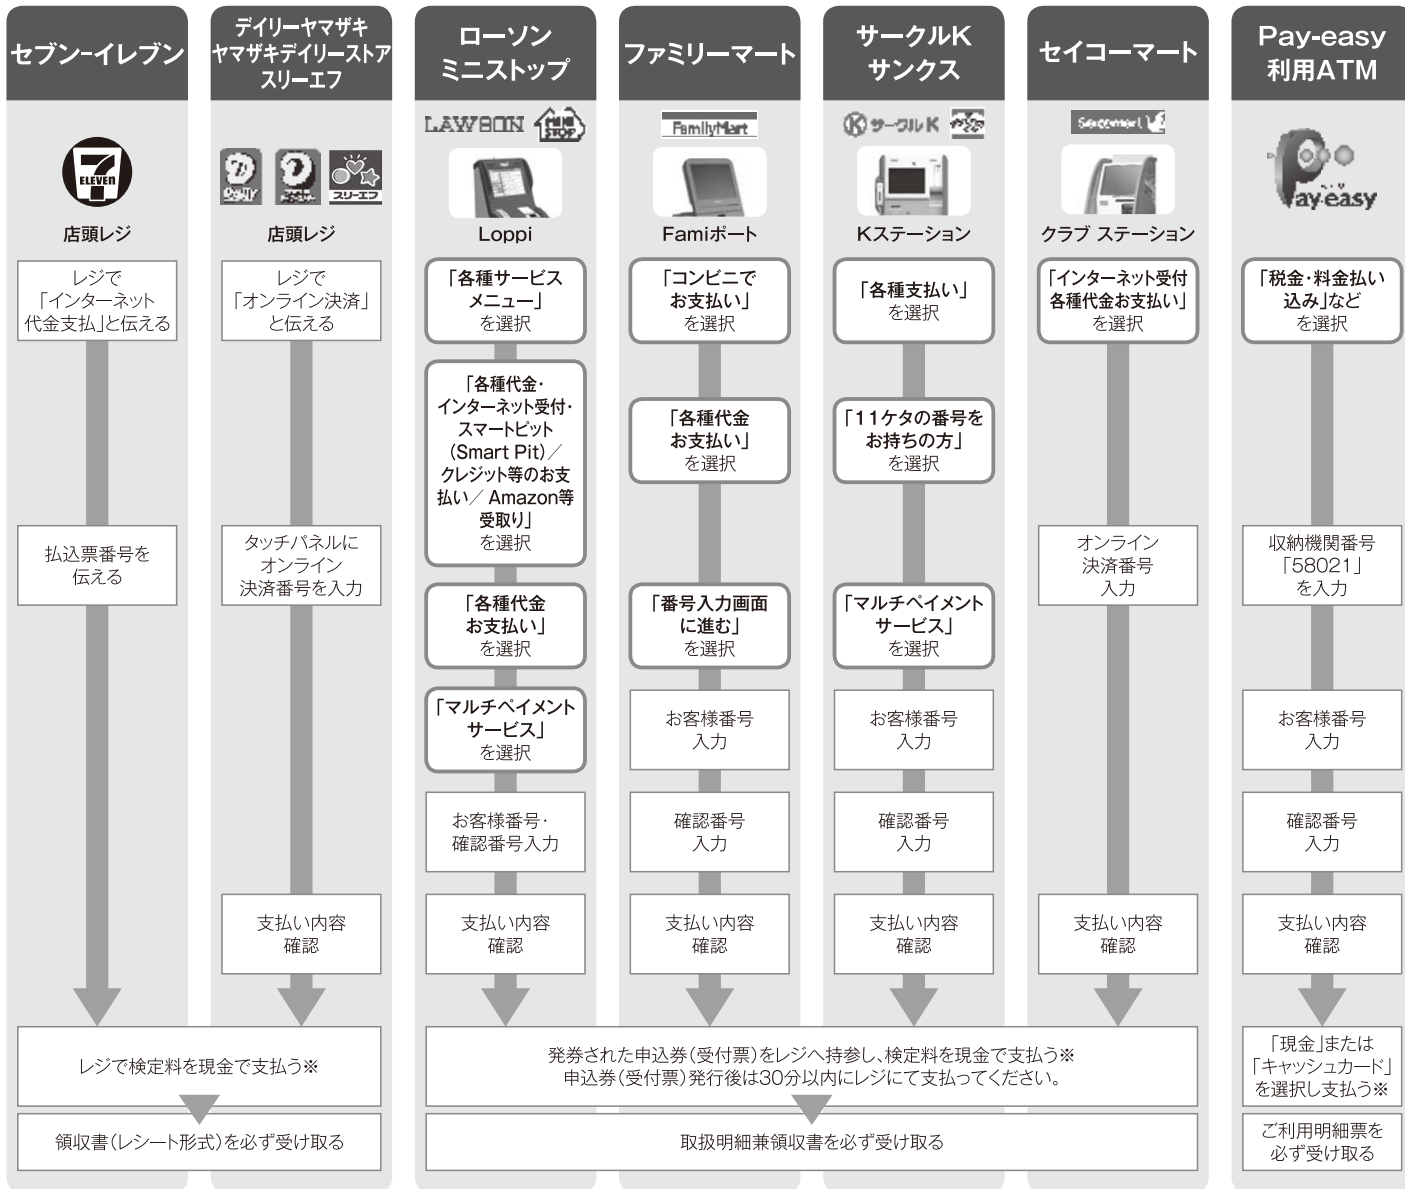 セブン-イレブン
ELEVEN
店頭レジ
レジで
「インターネット
代金支払」と伝える
払込票番号を
伝える
デイリーヤマザキ
ヤマザキデイリーストア
スリーエフ
スリーエフ
店頭レジ
レジで
「オンライン決済」
と伝える
タッチパネルに
オンライン
決済番号を入力
支払い内容
確認
レジで検定料を現金で支払う※
領収書(レシート形式)を必ず受け取る
ローソン
ミニストップ
LAWSON
MINI
STOP
Loppi
「各種サービス
メニュー」
を選択
「各種代金・
インターネット受付・
スマートピット
(Smart Pit)/
クレジット等のお支
払い/Amazon等
受取り」
を選択
「各種代金
お支払い」
を選択
「マルチペイメント
サービス」
を選択
お客様番号・
確認番号入力
支払い内容
確認
ファミリーマート
FamilyMart
Famiポート
「コンビニで
お支払い」
を選択
「各種代金
お支払い」
を選択
「番号入力画面
に進む」
を選択
お客様番号
入力
確認番号
入力
支払い内容
確認
サークルK
サンクス
K サークルK
Kステーション
「各種支払い」
を選択
「11ケタの番号を
お持ちの方」
を選択
「マルチペイメント
サービス」
を選択
お客様番号
入力
確認番号
入力
支払い内容
確認
セイコーマート
Seicomart
クラブ ステーション
「インターネット受付
各種代金お支払い」
を選択
オンライン
決済番号
入力
支払い内容
確認
発券された申込券(受付票)をレジへ持参し、検定料を現金で支払う※
申込券(受付票)発行後は30分以内にレジにて支払ってください。
取扱明細兼領収書を必ず受け取る
Pay-easy
利用ATM
Pay-easy
「税金・料金払い
込み」など
を選択
収納機関番号
「58021」
を入力
お客様番号
入力
確認番号
入力
支払い内容
確認
「現金」または
「キャッシュカード」
を選択し支払う※
ご利用明細票を
必ず受け取る